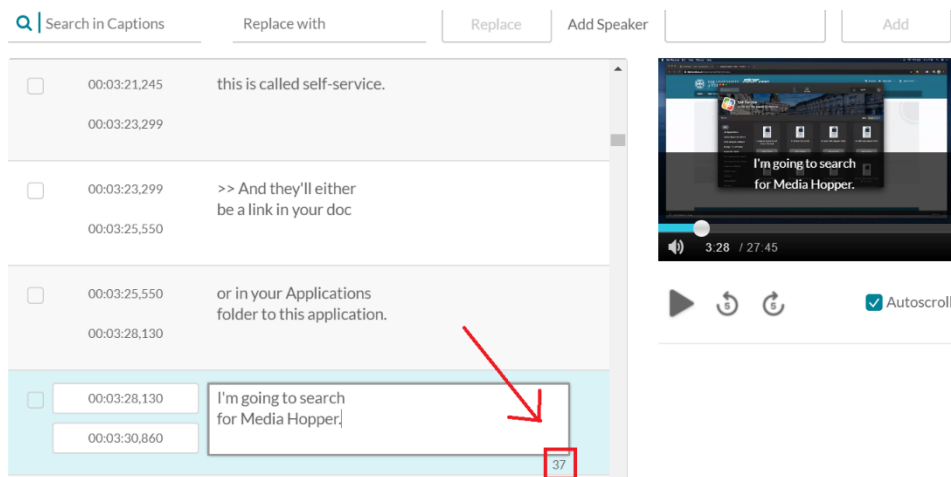 Search in Captions Replace with Replace Add Speaker Add
00:03:21,245 this is called self-service.
00:03:23,299
00:03:23,299 >> And they'll either
be a link in your doc
00:03:25,550
00:03:25,550 or in your Applications
folder to this application.
00:03:28,130
00:03:28,130 I'm going to search
for Media Hopper.
00:03:30,860
37
I'm going to search
for Media Hopper.
3:28 / 27:45
5 5 Autoscroll